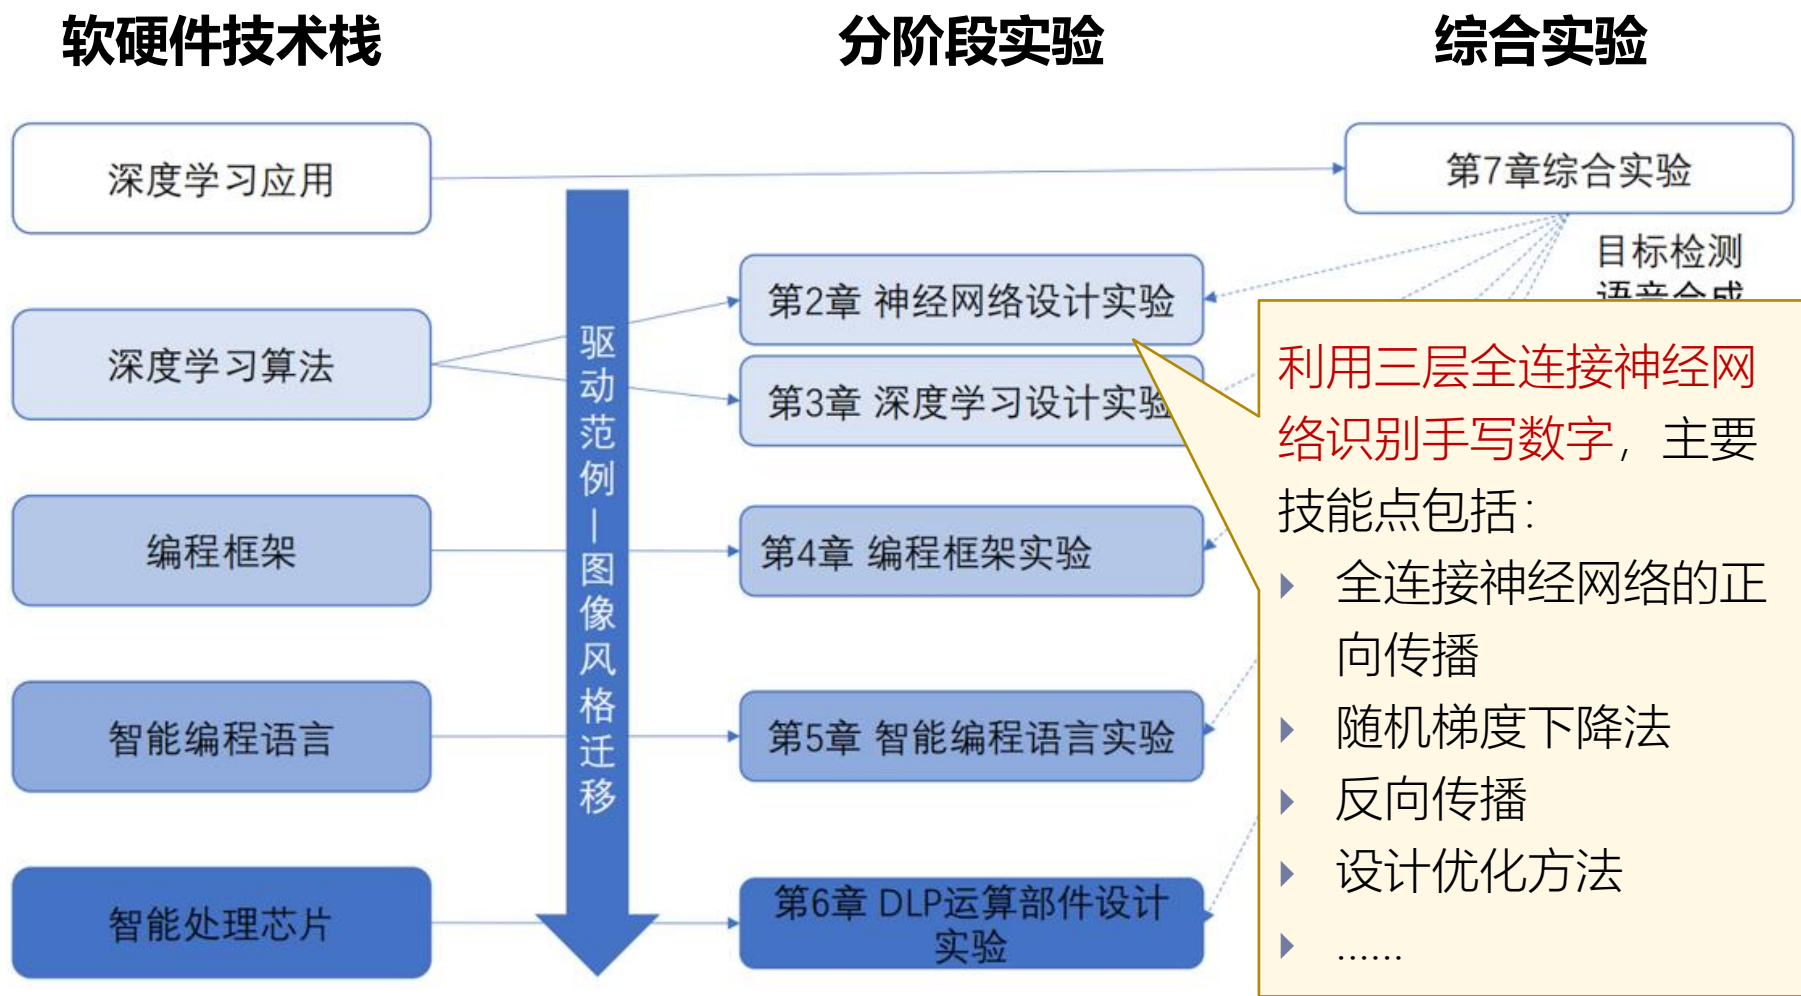 软硬件技术栈
分阶段实验
综合实验
深度学习应用
第7章综合实验
目标检测
语音合成
深度学习算法
第2章 神经网络设计实验
第3章 深度学习设计实验
编程框架
第4章 编程框架实验
智能编程语言
第5章 智能编程语言实验
智能处理芯片
第6章 DLP运算部件设计
实验
驱动范例—图像风格迁移
利用三层全连接神经网
络识别手写数字，主要
技能点包括：
全连接神经网络的正
向传播
随机梯度下降法
反向传播
设计优化方法
......